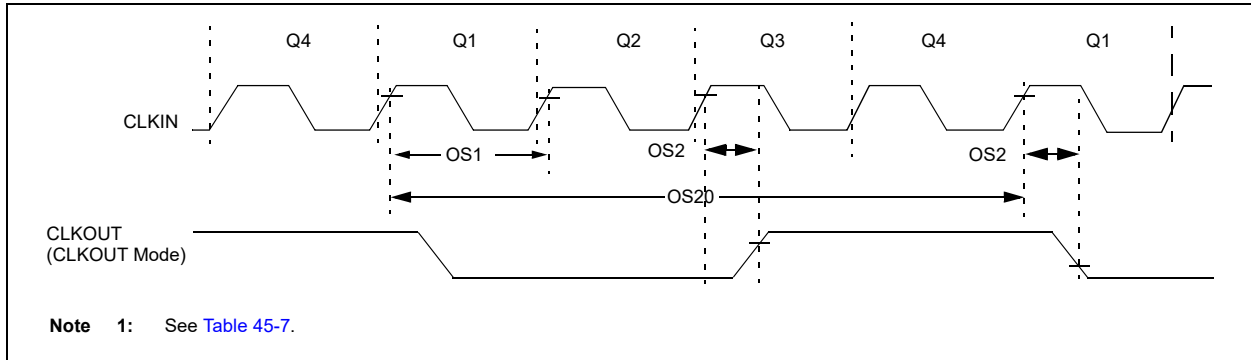 Q4 Q1 Q2 Q3 Q4 Q1
CLKIN
OS1 OS2 OS2
OS20
CLKOUT
(CLKOUT Mode)
Note 1: See Table 45-7.